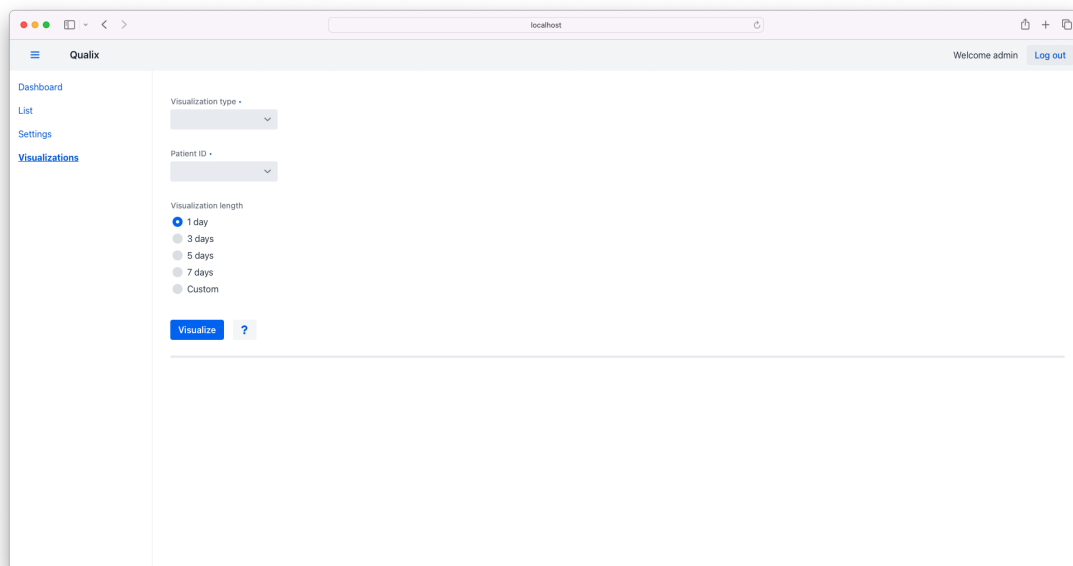 localhost
Qualix
Welcome admin
Log out
Dashboard
List
Settings
Visualizations
Visualization type •
Patient ID •
Visualization length
1 day
3 days
5 days
7 days
Custom
Visualize
?